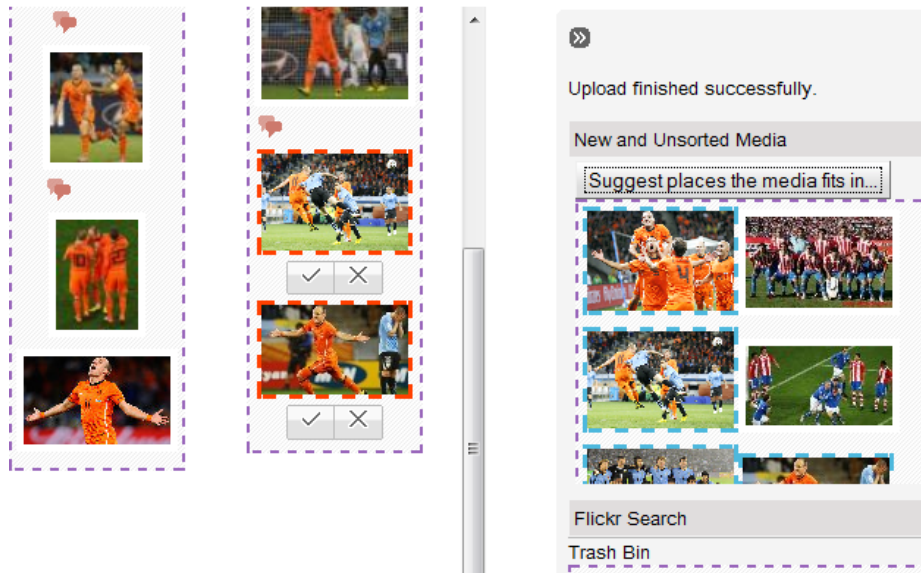 Upload finished successfully.
New and Unsorted Media
Suggest places the media fits in...
Flickr Search
Trash Bin